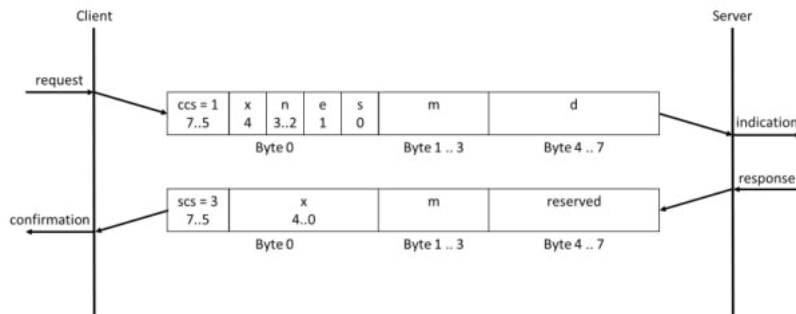 Client Server
request
ccs = 1 x n e s m d
7..5 4 3..2 1 0
indication
Byte 0 Byte 1 .. 3 Byte 4 .. 7
response
scs = 3 x m reserved
7..5 4..0
confirmation
Byte 0 Byte 1 .. 3 Byte 4 .. 7